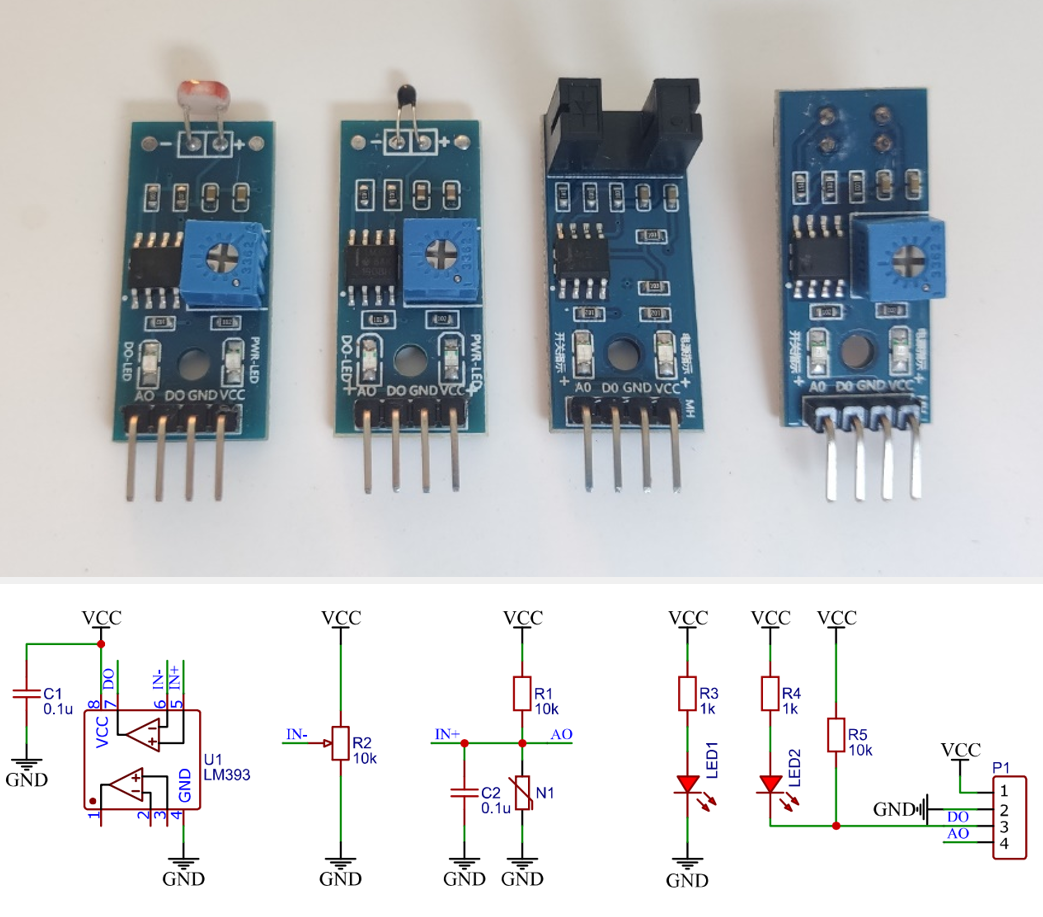 - +
DO-LED
PWR-LED
AO DO GND VCC
- +
DO-LED
PWR-LED
+ +
AO DO GND VCC
开关指示
电源指示
+ +
A0 D0 GND VCC
MH
开关指示
电源指示
+ +
A0 D0 GND VCC
VCC
C1
0.1u
GND
DO
IN-
IN+
8 7 6 5
VCC
GND
U1
LM393
1 2 3 4
GND
VCC
IN-
R2
10k
GND
VCC
R1
10k
IN+
AO
C2
0.1u
N1
GND GND
VCC
R3
1k
LED1
GND
VCC
R4
1k
LED2
VCC
R5
10k
VCC
P1
1
GND
2
DO
3
AO
4